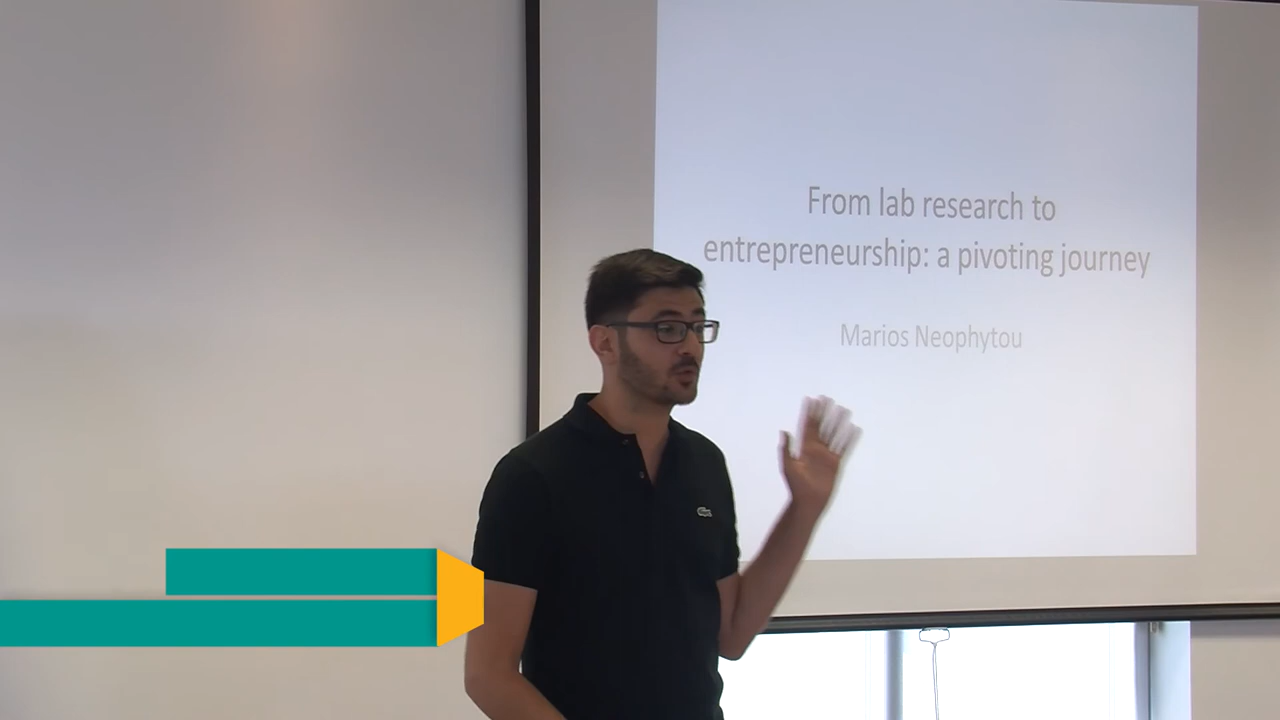 From lab research to
entrepreneurship: a pivoting journey
Marios Neophytou